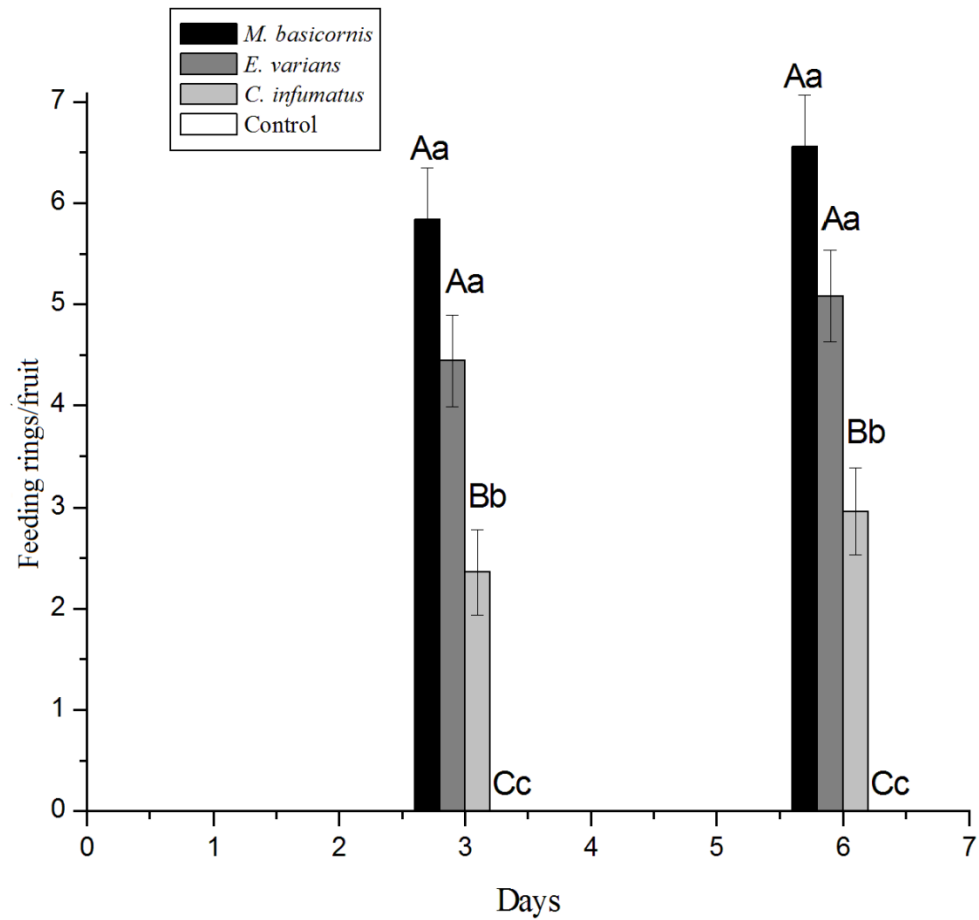 M. basicornis
E. varians
C. infumatus
Control
7
6
5
4
3
2
1
0
Feeding rings/fruit
Aa
Aa
Bb
Cc
Aa
Aa
Bb
Cc
0 1 2 3 4 5 6 7
Days